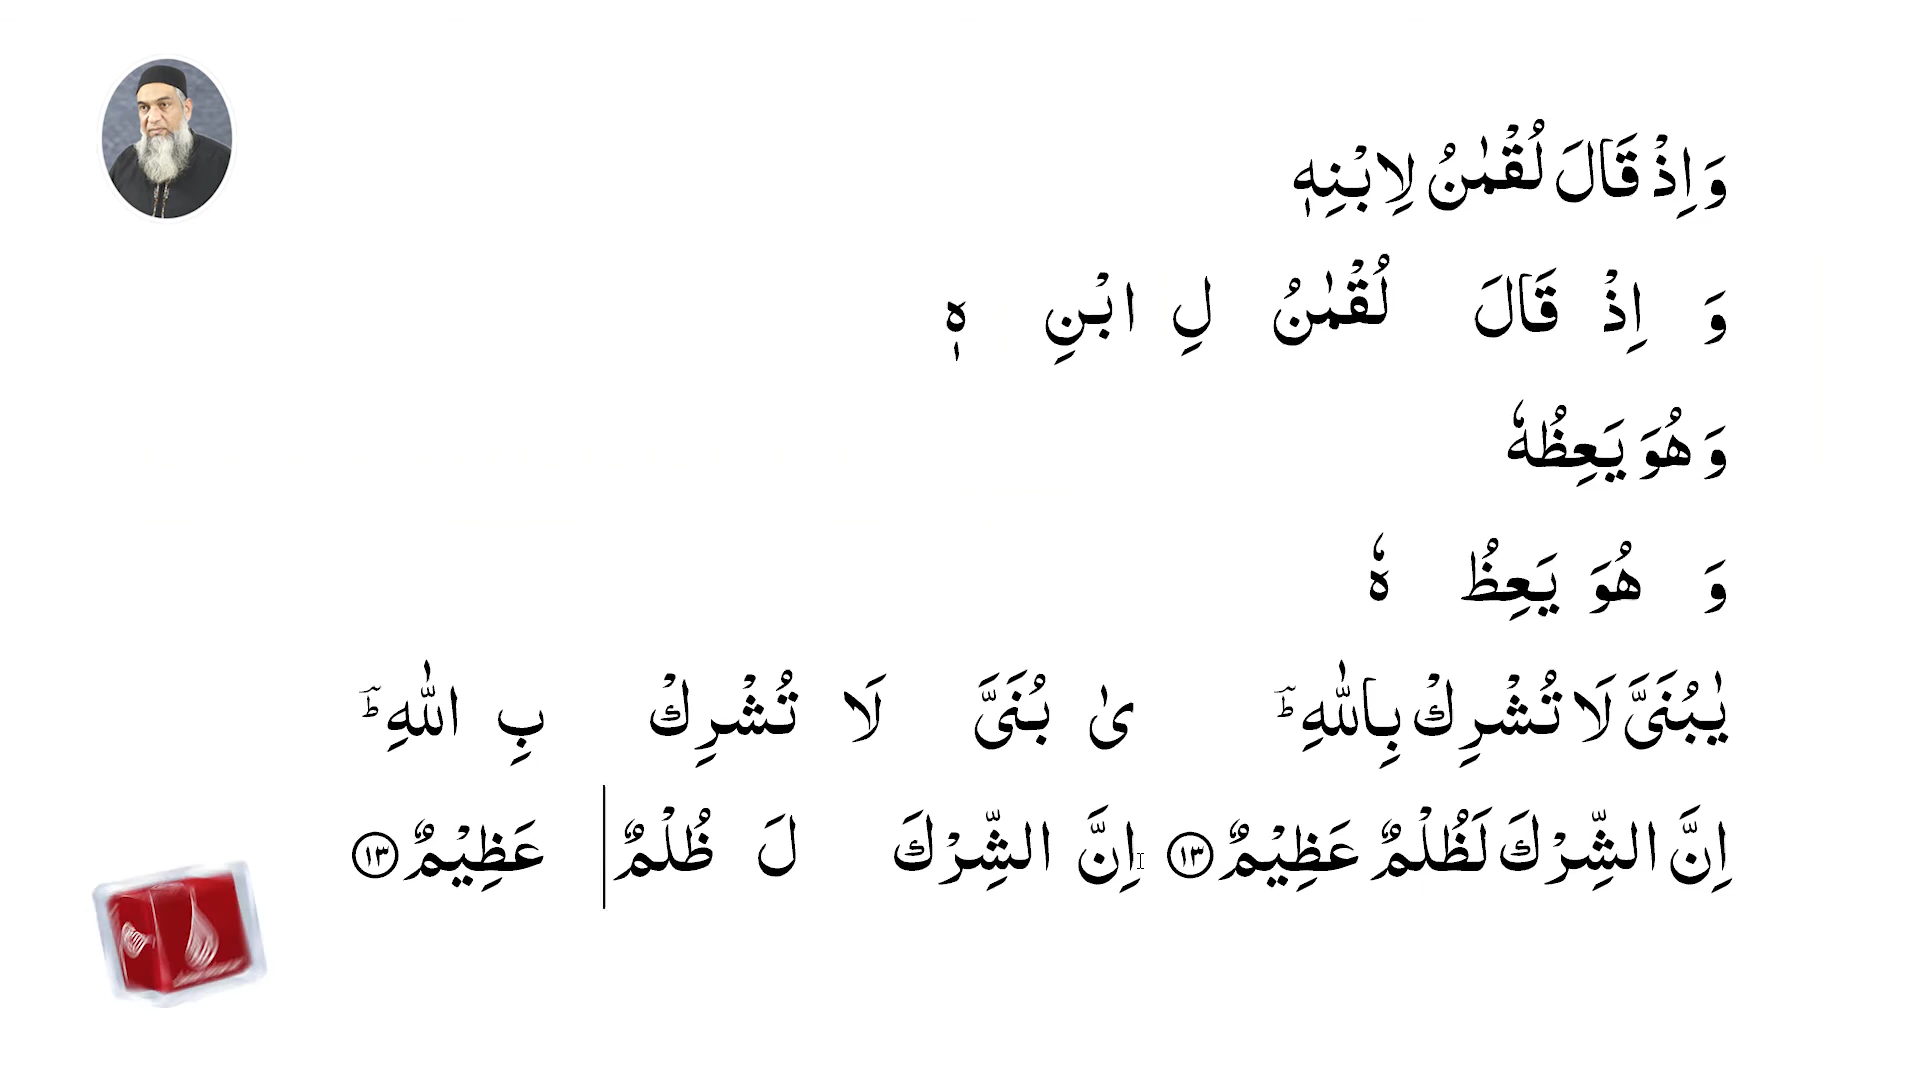 وَ اِذۡ قَالَ لُقۡمٰنُ لِابۡنِهٖ
وَ اِذۡ قَالَ لُقۡمٰنُ لِ ابۡنِ هٖ
وَ هُوَ يَعِظُهٗ
وَ هُوَ يَعِظُ هٗ
يٰبُنَىَّ لَا تُشۡرِكۡ بِاللّٰهِ ؕؔ يٰ بُنَىَّ لَا تُشۡرِكۡ بِ اللّٰهِ ؕؔ
اِنَّ الشِّرۡكَ لَظُلۡمٌ عَظِيۡمٌ ﴿۱۳﴾ اِنَّ الشِّرۡكَ لَ ظُلۡمٌ عَظِيۡمٌ ﴿۱۳﴾